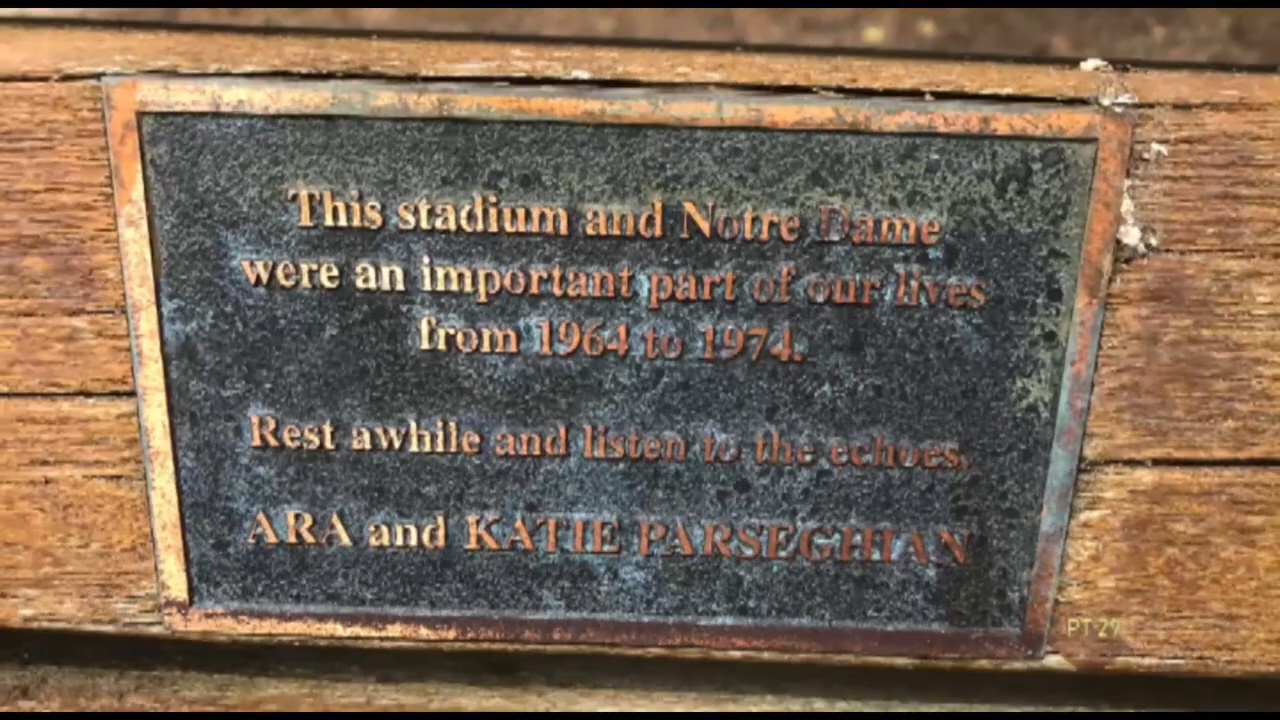 This stadium and Notre Dame
were an important part of our lives
from 1964 to 1974.
Rest awhile and listen to the echoes.
ARA and KATIE PARSEGHIAN
PT-29